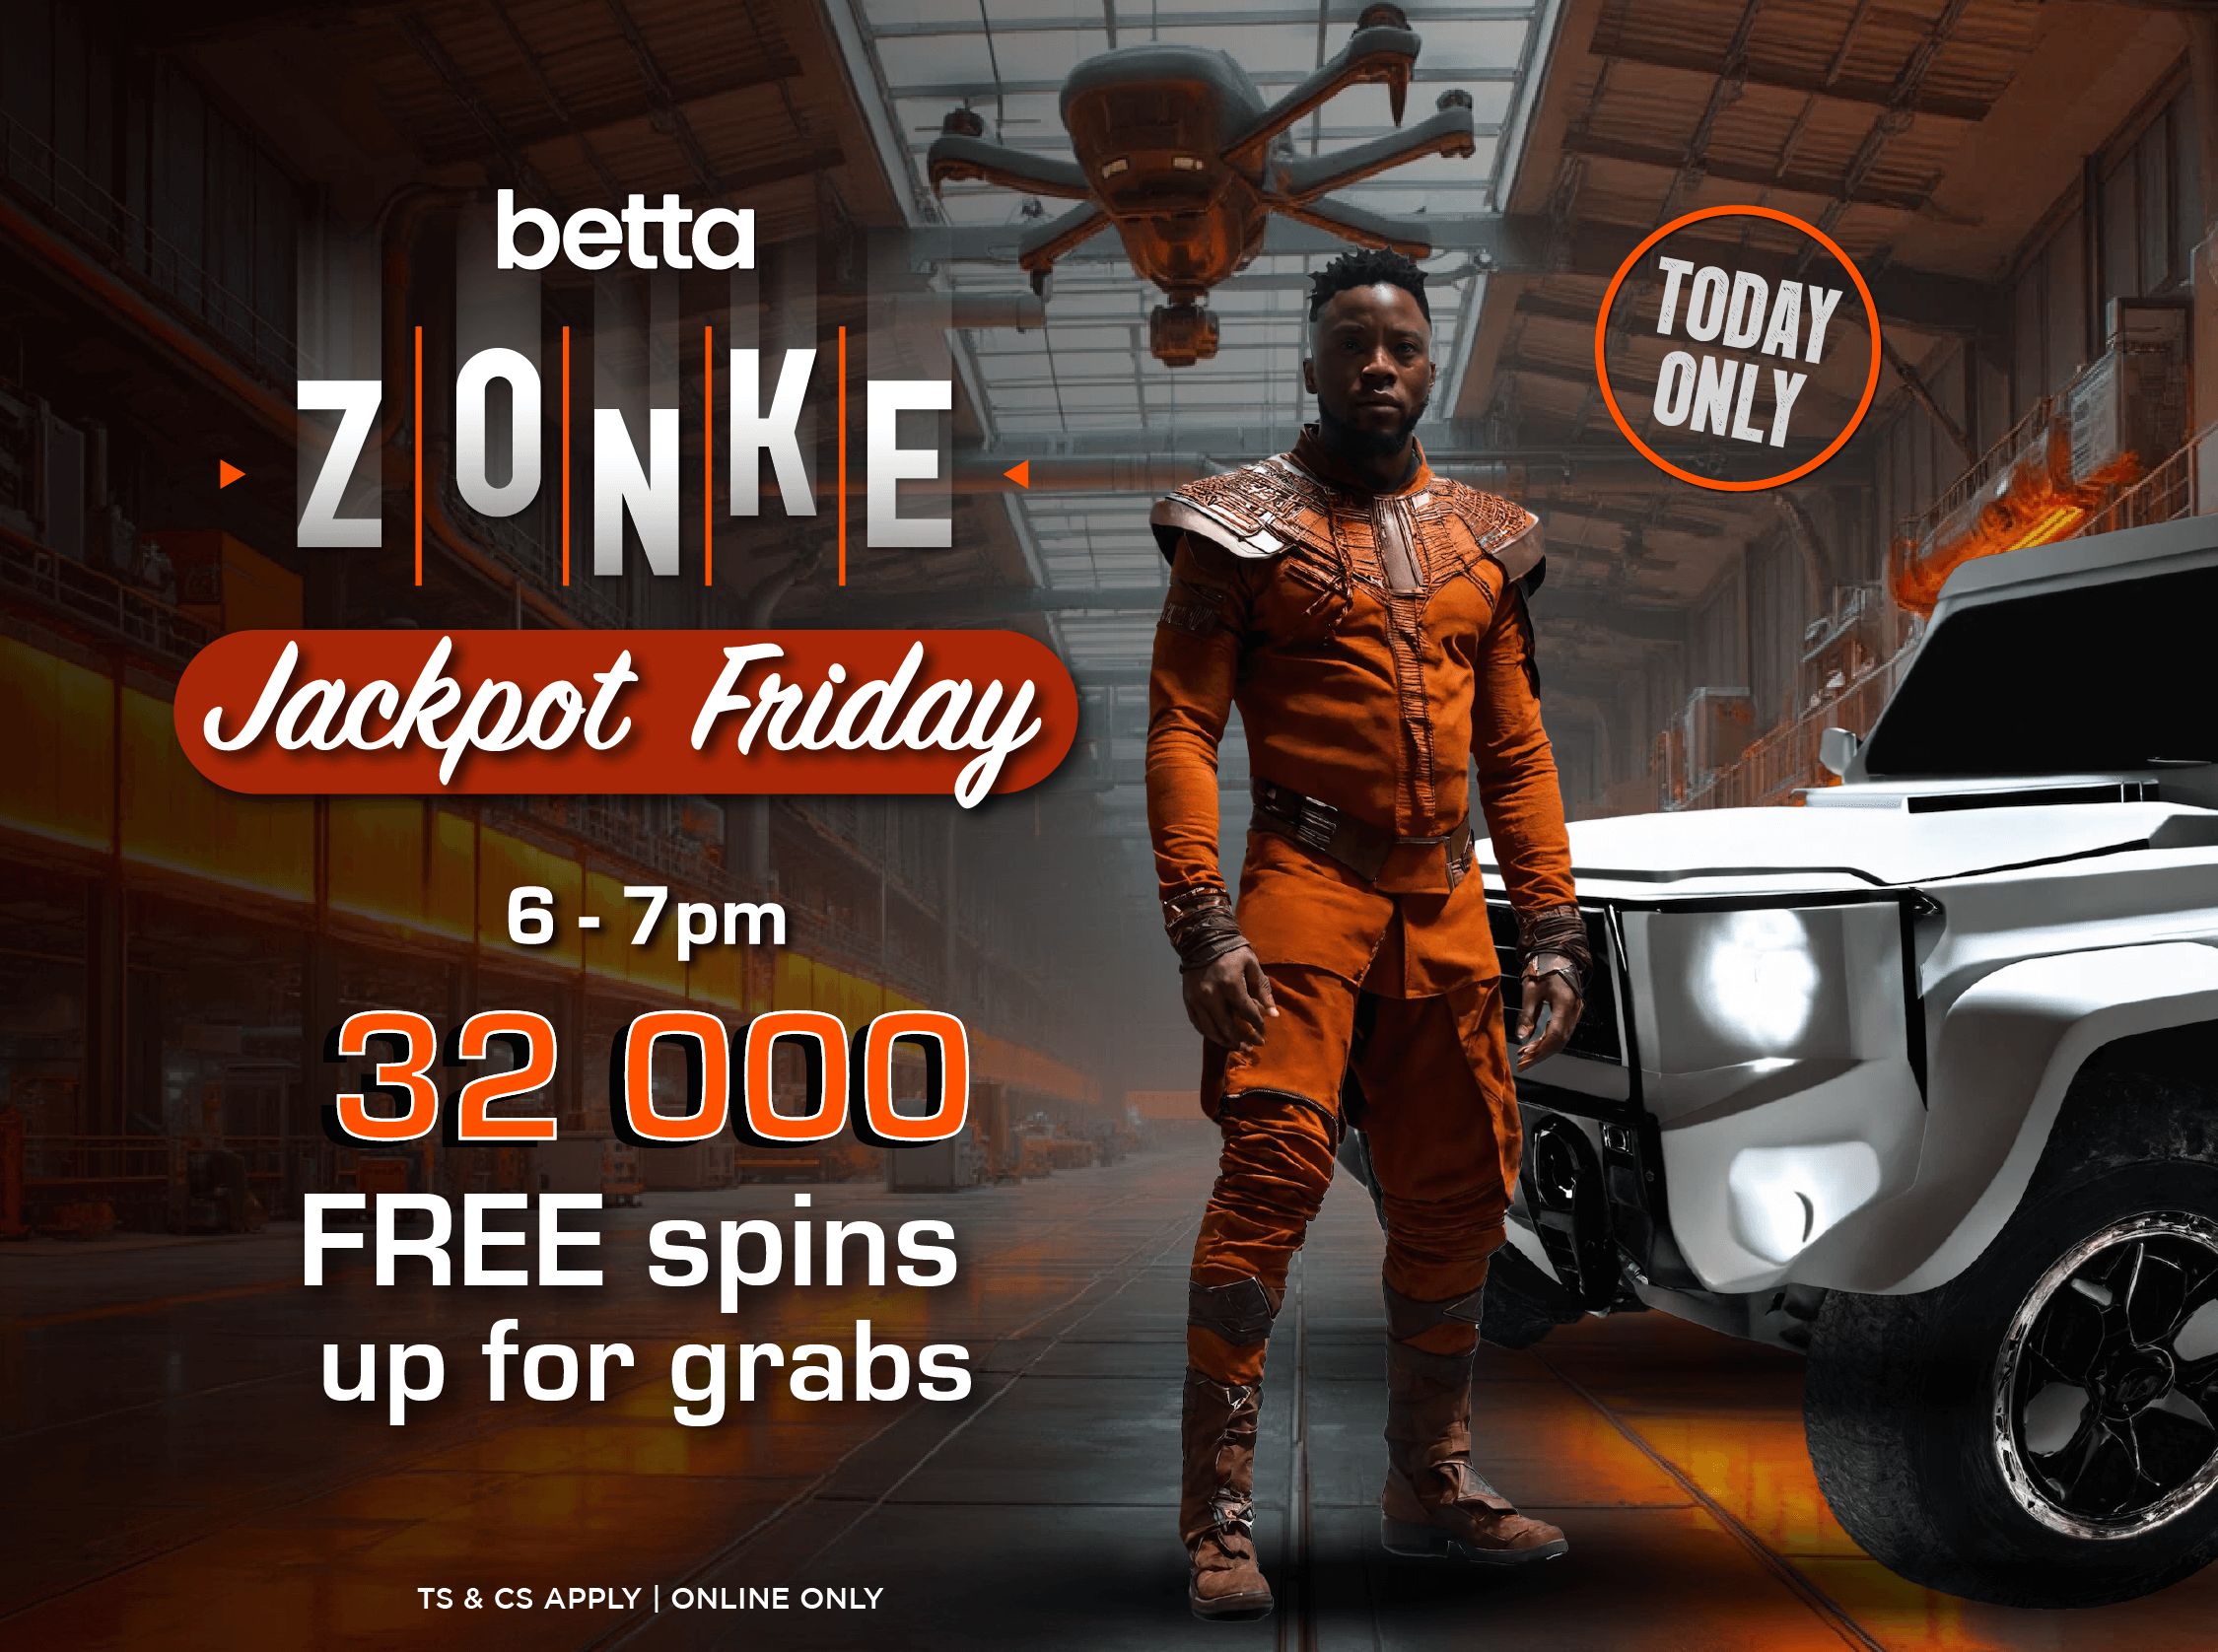 betta
ZONKE
Jackpot Friday
6 - 7pm
32 000
FREE spins
up for grabs
TS & CS APPLY | ONLINE ONLY
TODAY
ONLY